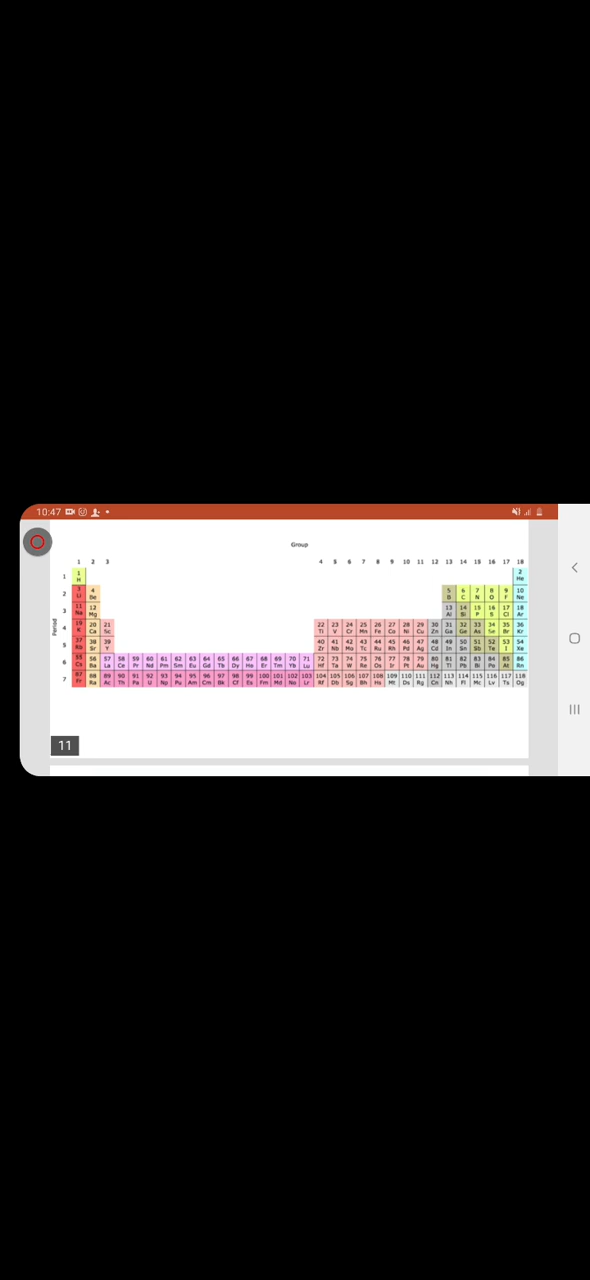 10:47
Group
1 2 3 4 5 6 7 8 9 10 11 12 13 14 15 16 17 18
Period
1 1 2
H He
2 3 4 5 6 7 8 9 10
Li Be B C N O F Ne
3 11 12 13 14 15 16 17 18
Na Mg Al Si P S Cl Ar
4 19 20 21 22 23 24 25 26 27 28 29 30 31 32 33 34 35 36
K Ca Sc Ti V Cr Mn Fe Co Ni Cu Zn Ga Ge As Se Br Kr
5 37 38 39 40 41 42 43 44 45 46 47 48 49 50 51 52 53 54
Rb Sr Y Zr Nb Mo Tc Ru Rh Pd Ag Cd In Sn Sb Te I Xe
6 55 56 57 58 59 60 61 62 63 64 65 66 67 68 69 70 71 72 73 74 75 76 77 78 79 80 81 82 83 84 85 86
Cs Ba La Ce Pr Nd Pm Sm Eu Gd Tb Dy Ho Er Tm Yb Lu Hf Ta W Re Os Ir Pt Au Hg Tl Pb Bi Po At Rn
7 87 88 89 90 91 92 93 94 95 96 97 98 99 100 101 102 103 104 105 106 107 108 109 110 111 112 113 114 115 116 117 118
Fr Ra Ac Th Pa U Np Pu Am Cm Bk Cf Es Fm Md No Lr Rf Db Sg Bh Hs Mt Ds Rg Cn Nh Fl Mc Lv Ts Og
11